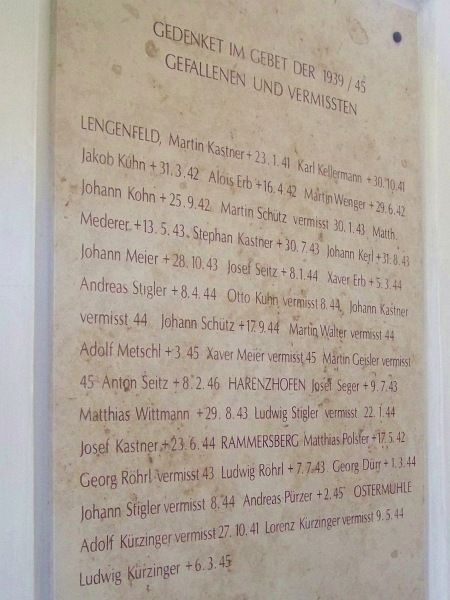 GEDENKET IM GEBET DER 1939/45
GEFALLENEN UND VERMISSTEN
LENGENFELD, Martin Kastner + 23.1.41 Karl Kellermann + 30.10.41
Jakob Kuhn + 31.3.42 Alois Erb + 16.4.42 Martin Wenger + 29.6.42
Johann Kohn + 25.9.42 Martin Schütz vermisst 30.1.43 Matth.
Mederer + 13.5.43 Stephan Kastner + 30.7.43 Johann Kerl + 31.8.43
Johann Meier + 28.10.43 Josef Seitz + 8.1.44 Xaver Erb + 5.3.44
Andreas Stigler + 8.4.44 Otto Kuhn vermisst 8.44 Johann Kastner
vermisst 44 Johann Schütz + 17.9.44 Martin Walter vermisst 44
Adolf Metschl + 3.45 Xaver Meier vermisst 45 Martin Geisler vermisst
45 Anton Seitz + 8.2.46 HARENZHOFEN Josef Seger + 9.7.43
Matthias Wittmann + 29.8.43 Ludwig Stigler vermisst 22.1.44
Josef Kastner + 23.6.44 RAMMERSBERG Matthias Polster + 17.5.42
Georg Röhrl vermisst 43 Ludwig Röhrl + 7.7.43 Georg Dürr + 1.3.44
Johann Stigler vermisst 8.44 Andreas Pürzer + 2.45 OSTERMÜHLE
Adolf Kürzinger vermisst 27.10.41 Lorenz Kürzinger vermisst 9.5.44
Ludwig Kürzinger + 6.3.45